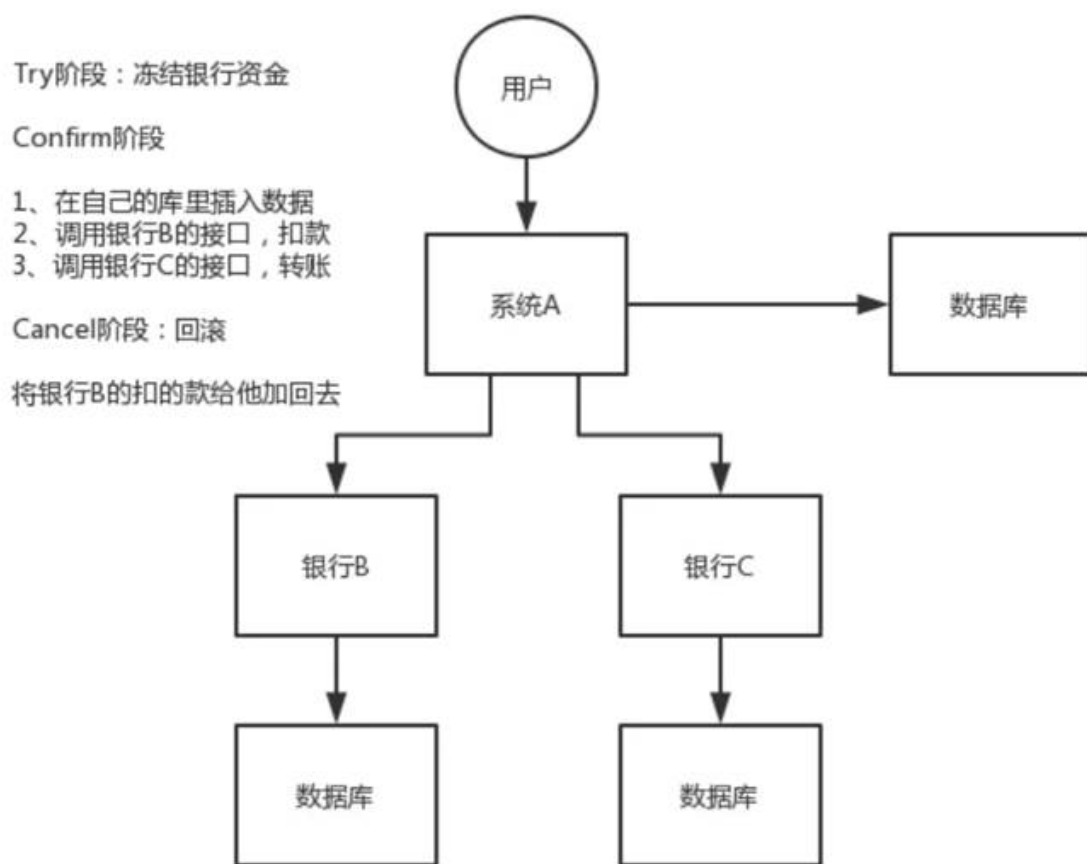 Try阶段：冻结银行资金
Confirm阶段
1、在自己的库里插入数据
2、调用银行B的接口，扣款
3、调用银行C的接口，转账
Cancel阶段：回滚
将银行B的扣的款给他加回去
用户
系统A
数据库
银行B
银行C
数据库
数据库